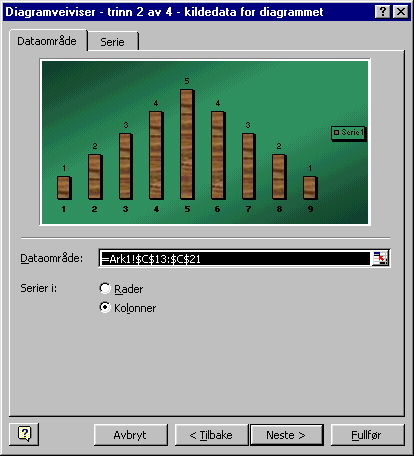 Diagramveiviser - trinn 2 av 4 - kildedata for diagrammet
Dataområde
Serie
1 2 3 4 5 4 3 2 1
Serie1
1 2 3 4 5 6 7 8 9
Dataområde:
=Ark1!$C$13:$C$21
Serier i:
Rader
Kolonner
Avbryt
< Tilbake
Neste >
Fullfør